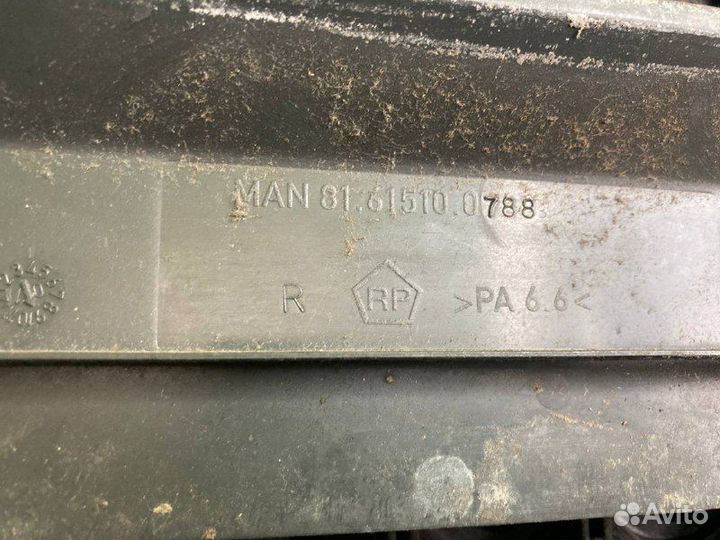 MAN 81.61510.0788
R RP >PA 6.6<
A
Avito